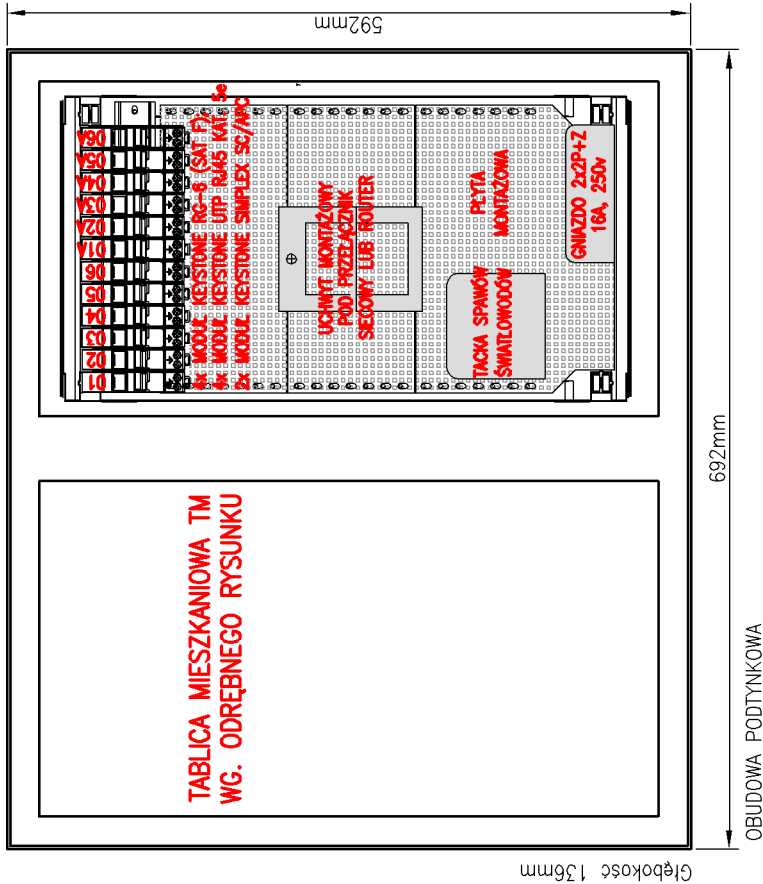 592mm
06A
05A
04A
03A
02A
01A
06
05
04
03
02
01
4x MODUŁ KEYSTONE RG-6 (SAT F);
4x MODUŁ KEYSTONE UTP RJ45 KAT. 5e
2x MODUŁ KEYSTONE SIMPLEX SC/APC
UCHWYT MONTAŻOWY
POD PRZEŁĄCZNIK
SIECIOWY LUB ROUTER
PŁYTA
MONTAŻOWA
TACKA SPAWÓW
ŚWIATŁOWODÓW
GNIAZDO 2x2P+Z
16A, 250v
TABLICA MIESZKANIOWA TM
WG. ODRĘBNEGO RYSUNKU
692mm
OBUDOWA PODTYNKOWA
Głębokość 136mm